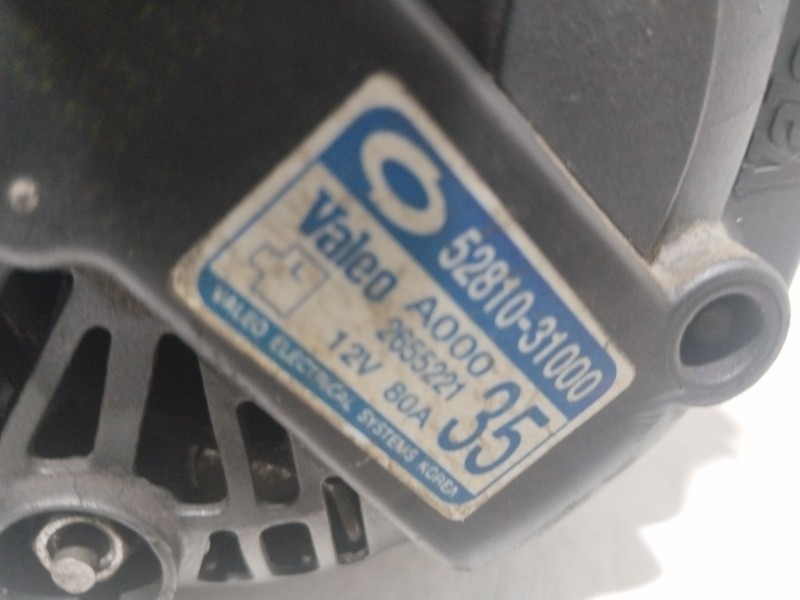 52810-31000
Valeo
A000
2655221
12V 80A
35
VALEO ELECTRICAL SYSTEMS KOREA